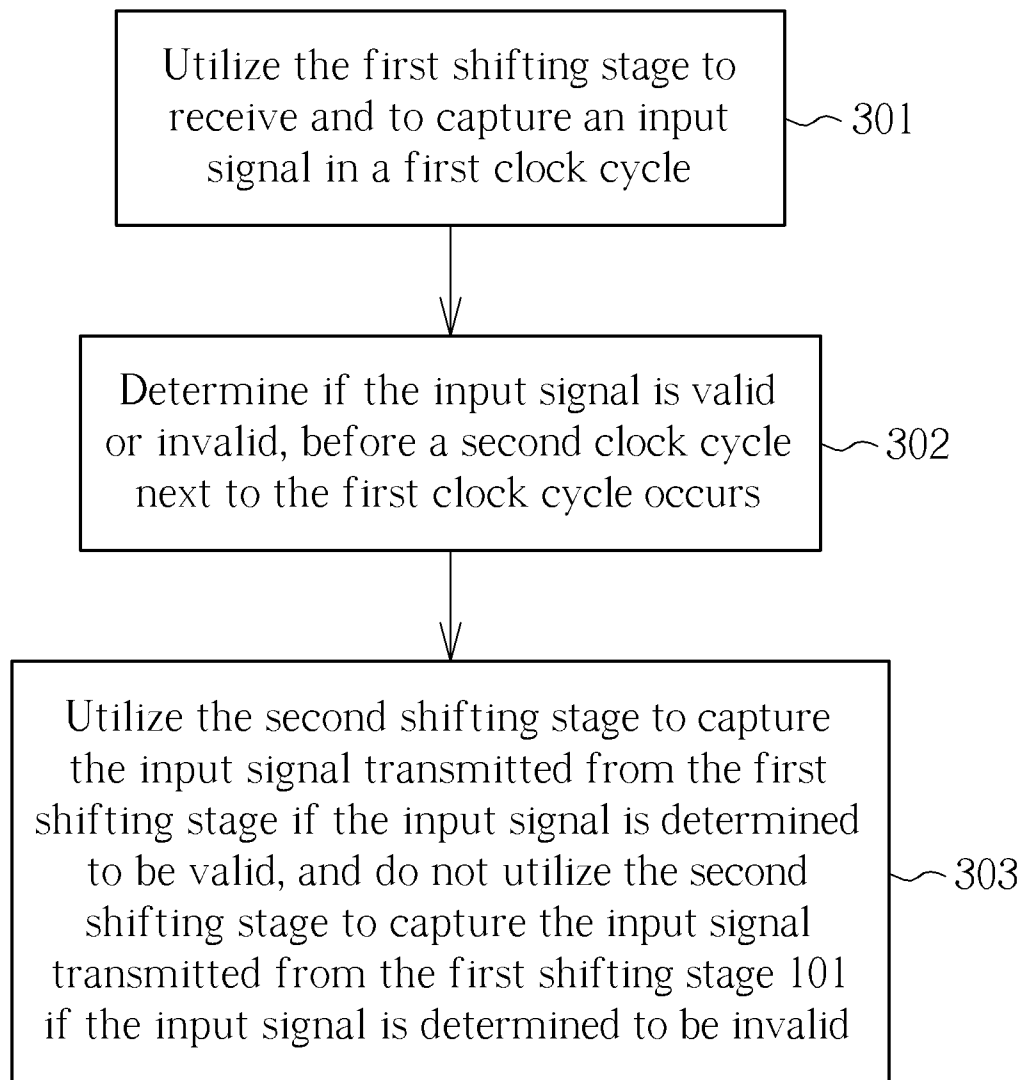 Utilize the first shifting stage to
receive and to capture an input
signal in a first clock cycle
301
Determine if the input signal is valid
or invalid, before a second clock cycle
next to the first clock cycle occurs
302
Utilize the second shifting stage to capture
the input signal transmitted from the first
shifting stage if the input signal is determined
to be valid, and do not utilize the second
shifting stage to capture the input signal
transmitted from the first shifting stage 101
if the input signal is determined to be invalid
303